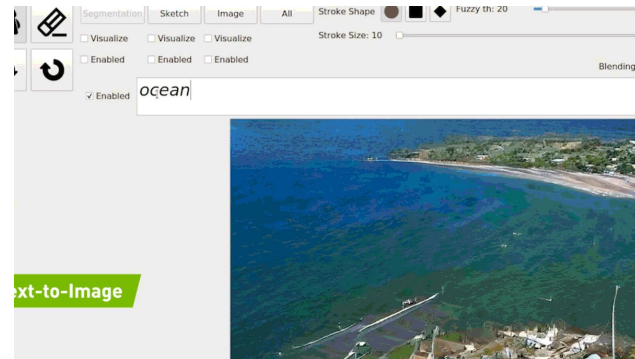 Segmentation Sketch Image All Stroke Shape Fuzzy th: 20
Visualize Visualize Visualize Stroke Size: 10
Enabled Enabled Enabled
Blending
Enabled ocean
ext-to-Image